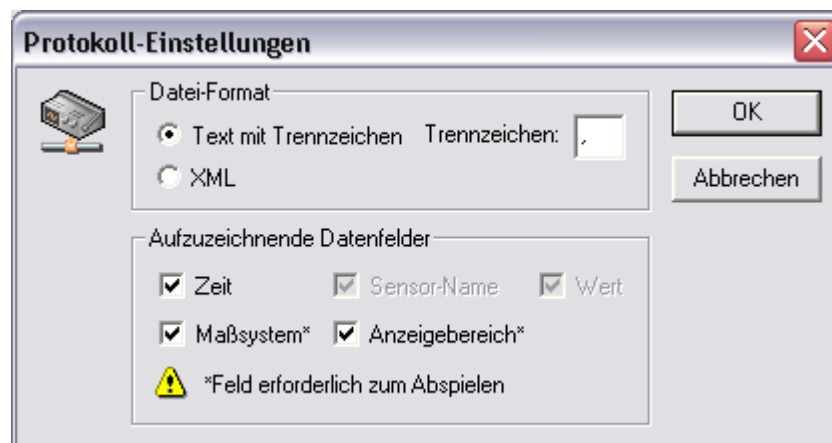 Protokoll-Einstellungen
Datei-Format
Text mit Trennzeichen Trennzeichen: ,
XML
OK
Abbrechen
Aufzuzeichnende Datenfelder
Zeit Sensor-Name Wert
Maßsystem* Anzeigebereich*
*Feld erforderlich zum Abspielen